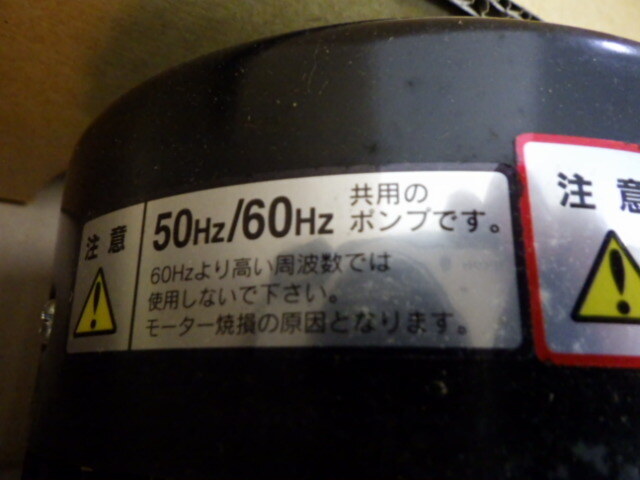 注意
50Hz/60Hz 共用の
ポンプです。
60Hzより高い周波数では
使用しないで下さい。
モーター焼損の原因となります。
注意